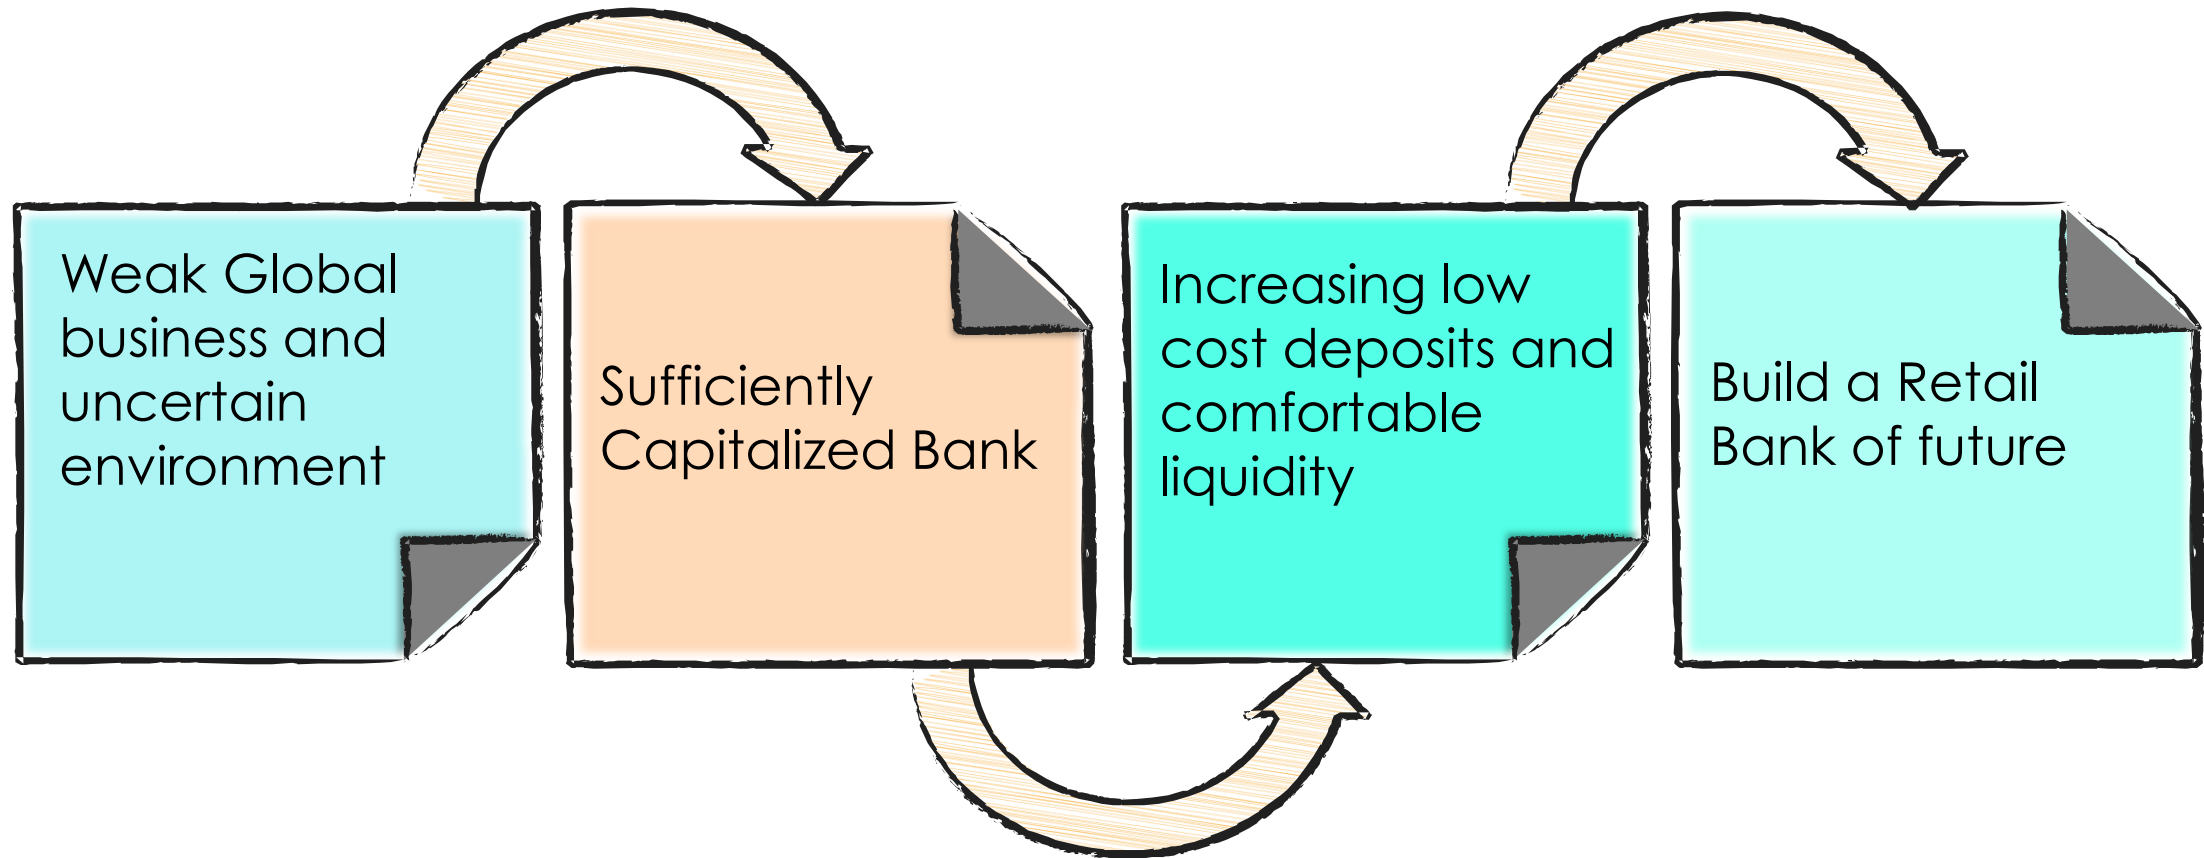 Weak Global
business and
uncertain
environment
Sufficiently
Capitalized Bank
Increasing low
cost deposits and
comfortable
liquidity
Build a Retail
Bank of future